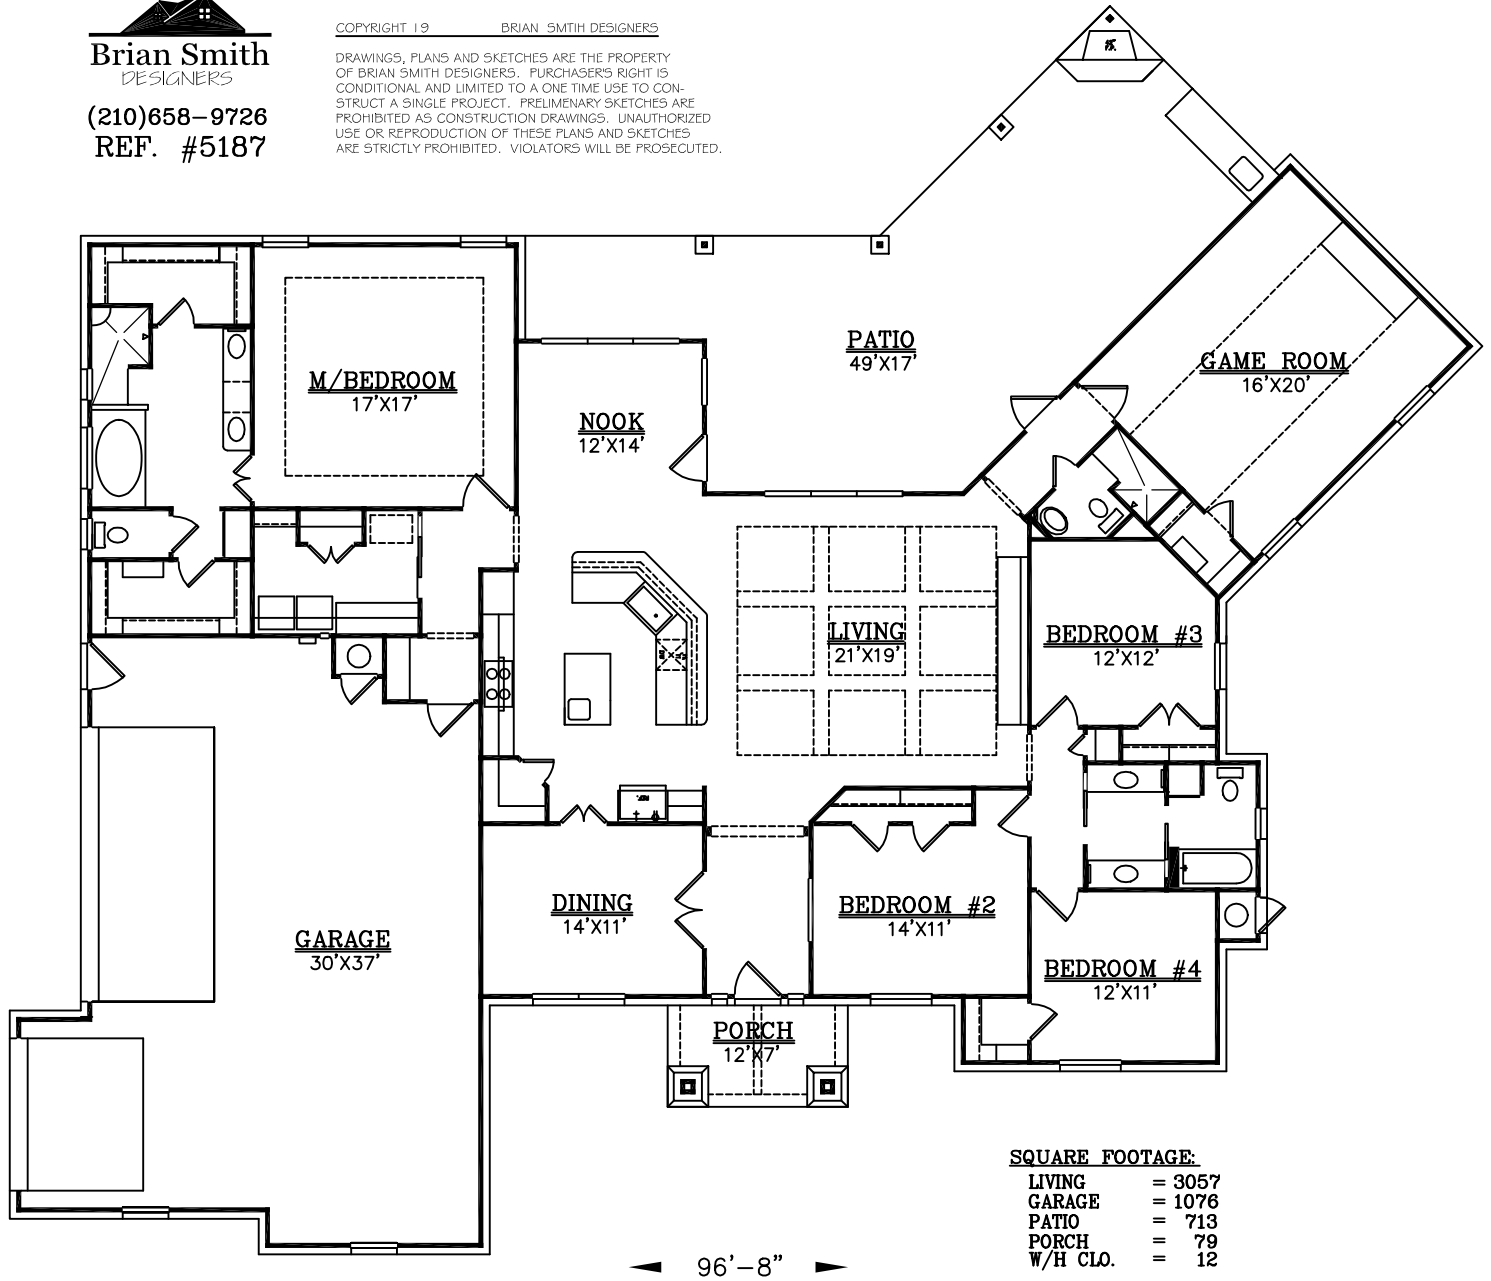 Brian Smith
DESIGNERS
(210)658-9726
REF. #5187
COPYRIGHT 19 BRIAN SMTIH DESIGNERS
DRAWINGS, PLANS AND SKETCHES ARE THE PROPERTY
OF BRIAN SMITH DESIGNERS. PURCHASER'S RIGHT IS
CONDITIONAL AND LIMITED TO A ONE TIME USE TO CON-
STRUCT A SINGLE PROJECT. PRELIMENARY SKETCHES ARE
PROHIBITED AS CONSTRUCTION DRAWINGS. UNAUTHORIZED
USE OR REPRODUCTION OF THESE PLANS AND SKETCHES
ARE STRICTLY PROHIBITED. VIOLATORS WILL BE PROSECUTED.
PATIO
49'X17'
GAME ROOM
16'X20'
M/BEDROOM
17'X17'
NOOK
12'X14'
LIVING
21'X19'
BEDROOM #3
12'X12'
DINING
14'X11'
BEDROOM #2
14'X11'
GARAGE
30'X37'
BEDROOM #4
12'X11'
PORCH
12'X7'
SQUARE FOOTAGE:
LIVING = 3057
GARAGE = 1076
PATIO = 713
PORCH = 79
W/H CLO. = 12
96'-8"